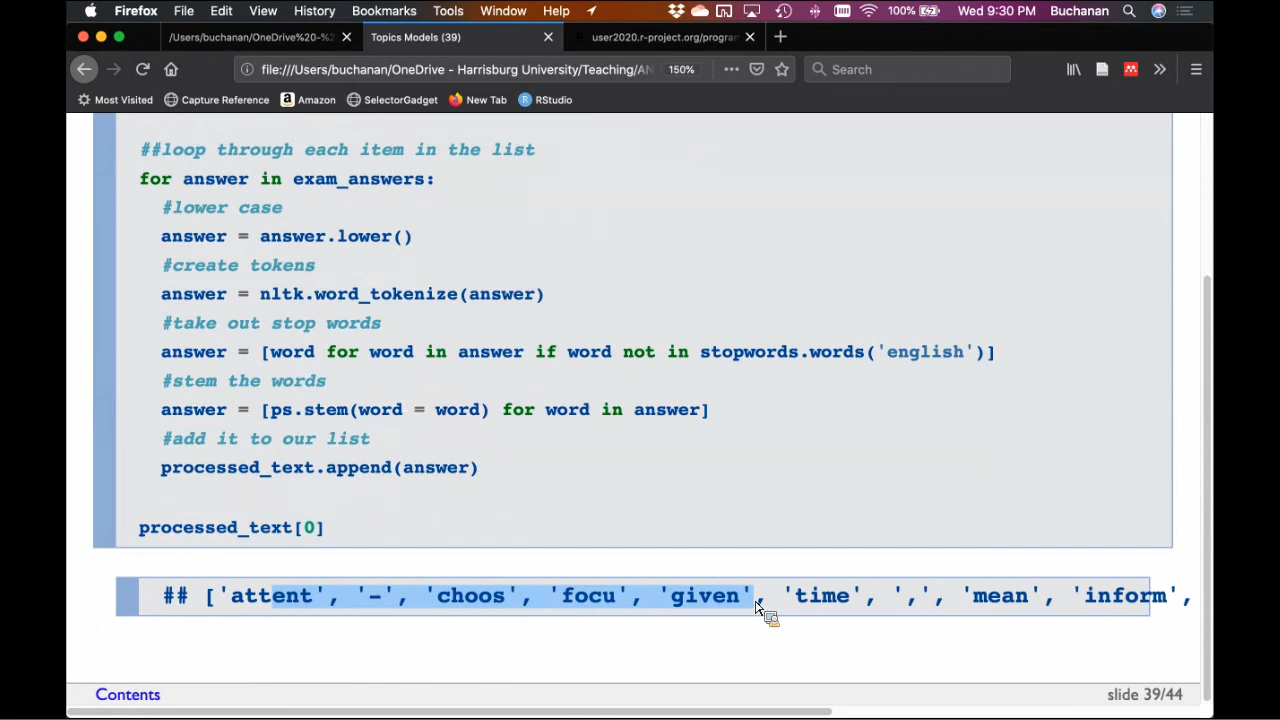 Firefox File Edit View History Bookmarks Tools Window Help 100% Wed 9:30 PM Buchanan
/Users/buchanan/OneDrive%20-%2 Topics Models (39) user2020.r-project.org/program
file:///Users/buchanan/OneDrive - Harrisburg University/Teaching/AN 150% Search
Most Visited Capture Reference Amazon SelectorGadget New Tab RStudio
##loop through each item in the list
for answer in exam_answers:
#lower case
answer = answer.lower()
#create tokens
answer = nltk.word_tokenize(answer)
#take out stop words
answer = [word for word in answer if word not in stopwords.words('english')]
#stem the words
answer = [ps.stem(word = word) for word in answer]
#add it to our list
processed_text.append(answer)
processed_text[0]
## ['attent', '-', 'choos', 'focu', 'given', 'time', ',', 'mean', 'inform',
Contents slide 39/44